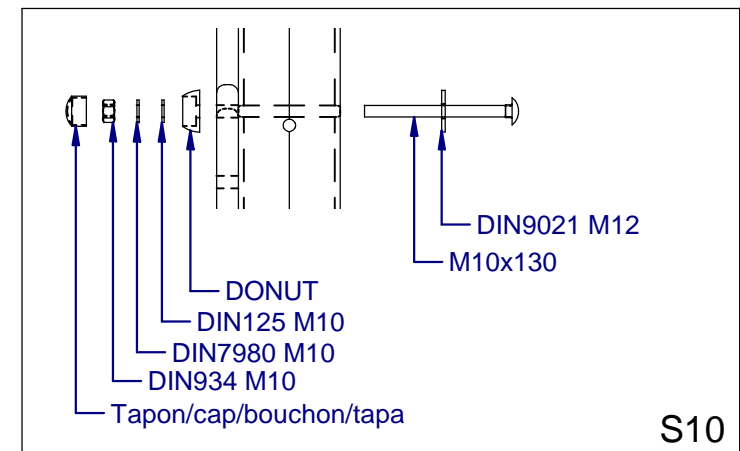 DIN9021 M12
M10x130
DONUT
DIN125 M10
DIN7980 M10
DIN934 M10
Tapon/cap/bouchon/tapa
S10